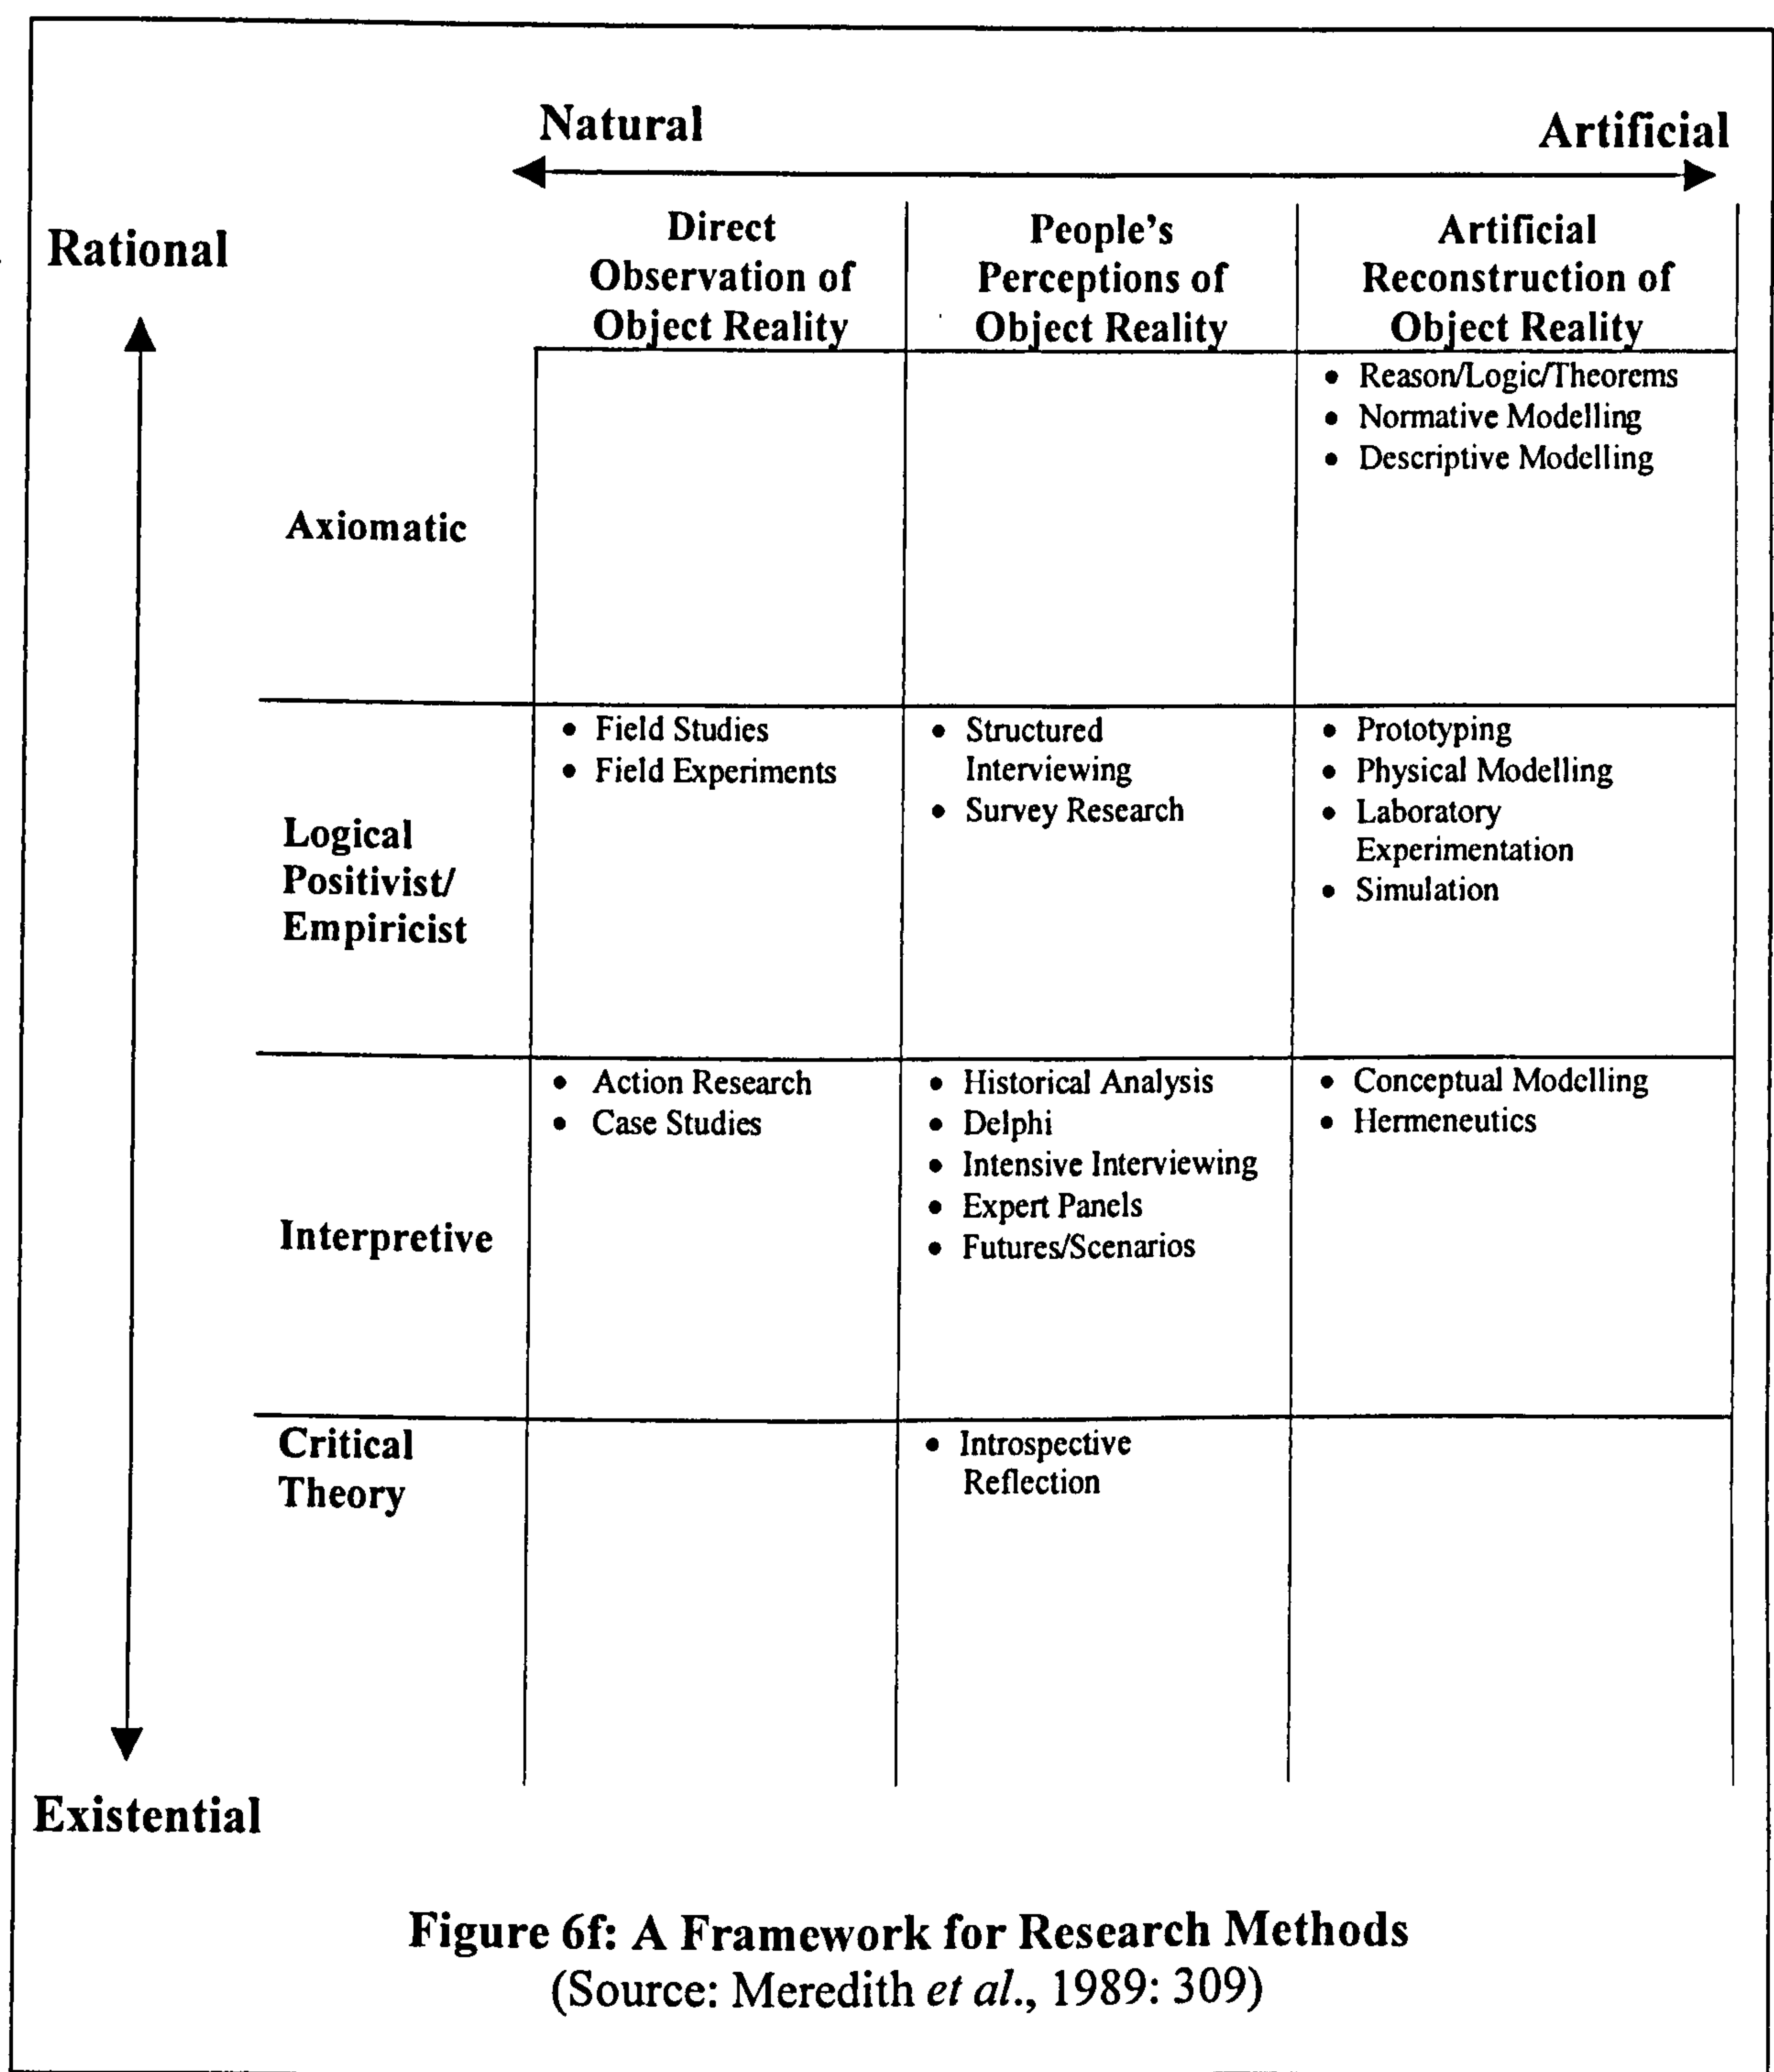 Natural
Artificial
Rational
Direct
Observation of
Object Reality
People's
Perceptions of
Object Reality
Artificial
Reconstruction of
Object Reality
Axiomatic
• Reason/Logic/Theorems
• Normative Modelling
• Descriptive Modelling
Logical
Positivist/
Empiricist
• Field Studies
• Field Experiments
• Structured
Interviewing
• Survey Research
• Prototyping
• Physical Modelling
• Laboratory
Experimentation
• Simulation
Interpretive
• Action Research
• Case Studies
• Historical Analysis
• Delphi
• Intensive Interviewing
• Expert Panels
• Futures/Scenarios
• Conceptual Modelling
• Hermeneutics
Critical
Theory
• Introspective
Reflection
Existential
Figure 6f: A Framework for Research Methods
(Source: Meredith et al., 1989: 309)